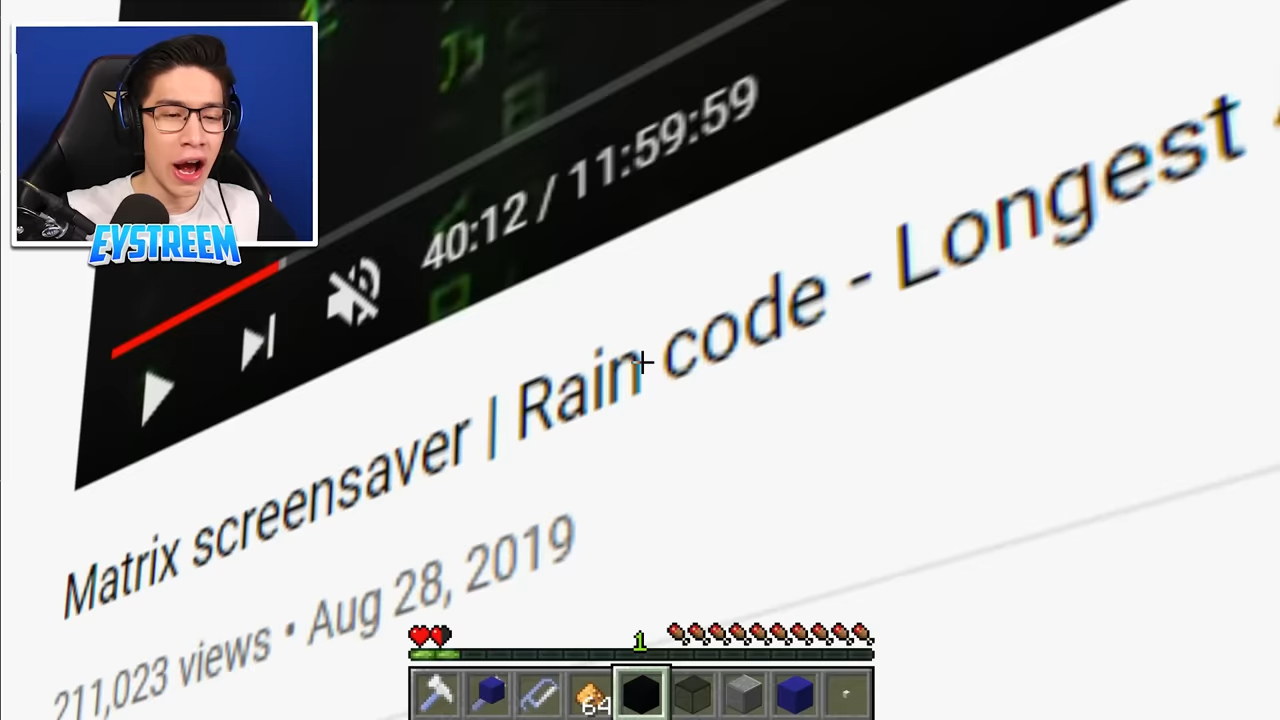 EYSTREEM
40:12 / 11:59:59
Matrix screensaver | Rain code - Longest
211,023 views • Aug 28, 2019
1
64